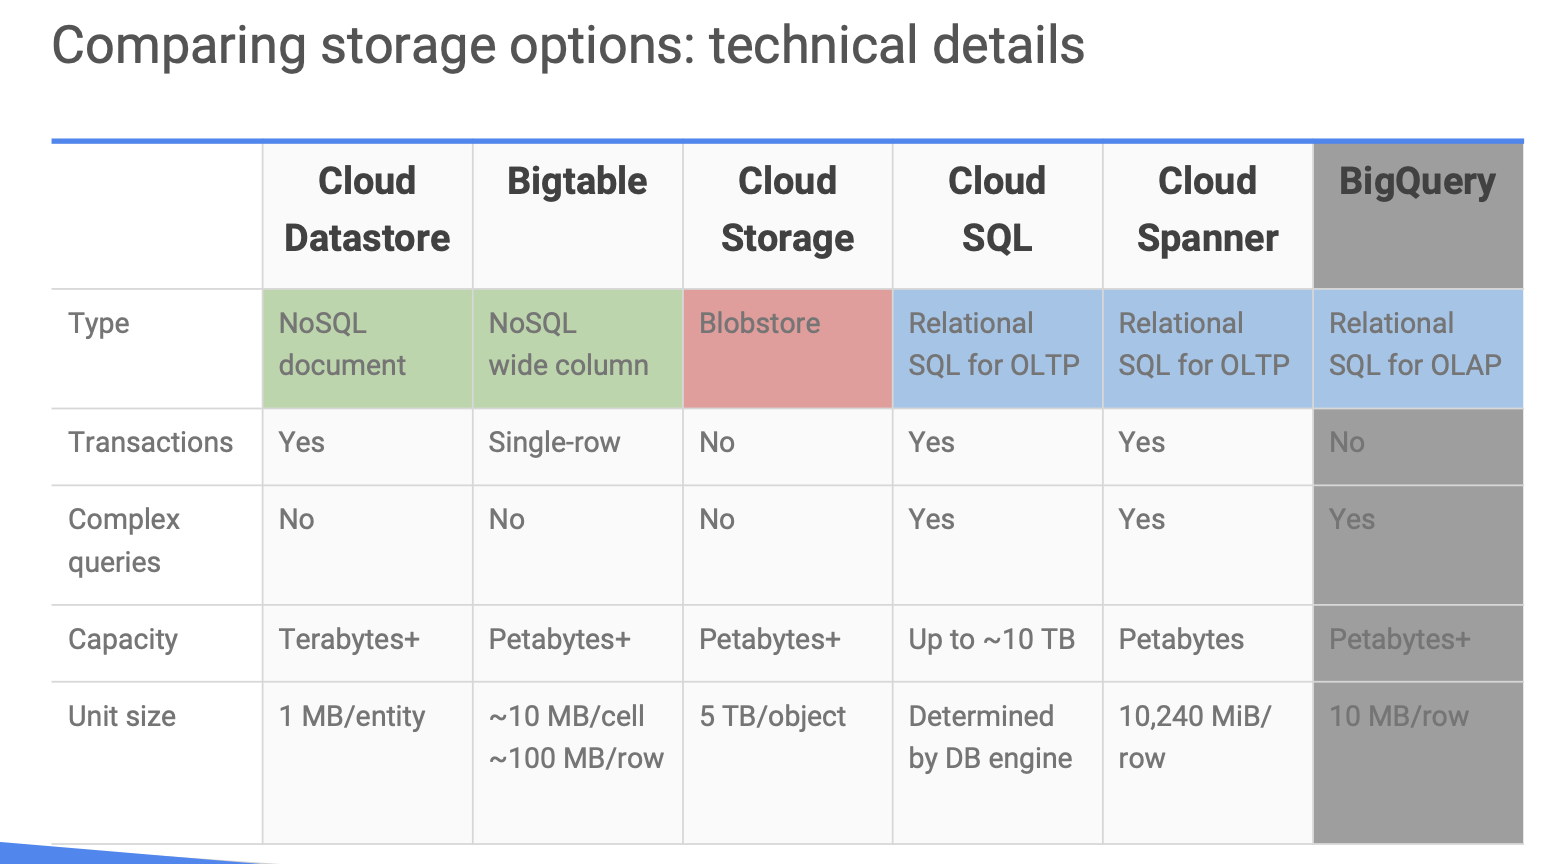 Comparing storage options: technical details
Cloud Datastore
Bigtable
Cloud Storage
Cloud SQL
Cloud Spanner
BigQuery
Type
NoSQL
document
NoSQL
wide column
Blobstore
Relational
SQL for OLTP
Relational
SQL for OLTP
Relational
SQL for OLAP
Transactions
Yes
Single-row
No
Yes
Yes
No
Complex
queries
No
No
No
Yes
Yes
Yes
Capacity
Terabytes+
Petabytes+
Petabytes+
Up to ~10 TB
Petabytes
Petabytes+
Unit size
1 MB/entity
~10 MB/cell
~100 MB/row
5 TB/object
Determined
by DB engine
10,240 MiB/
row
10 MB/row